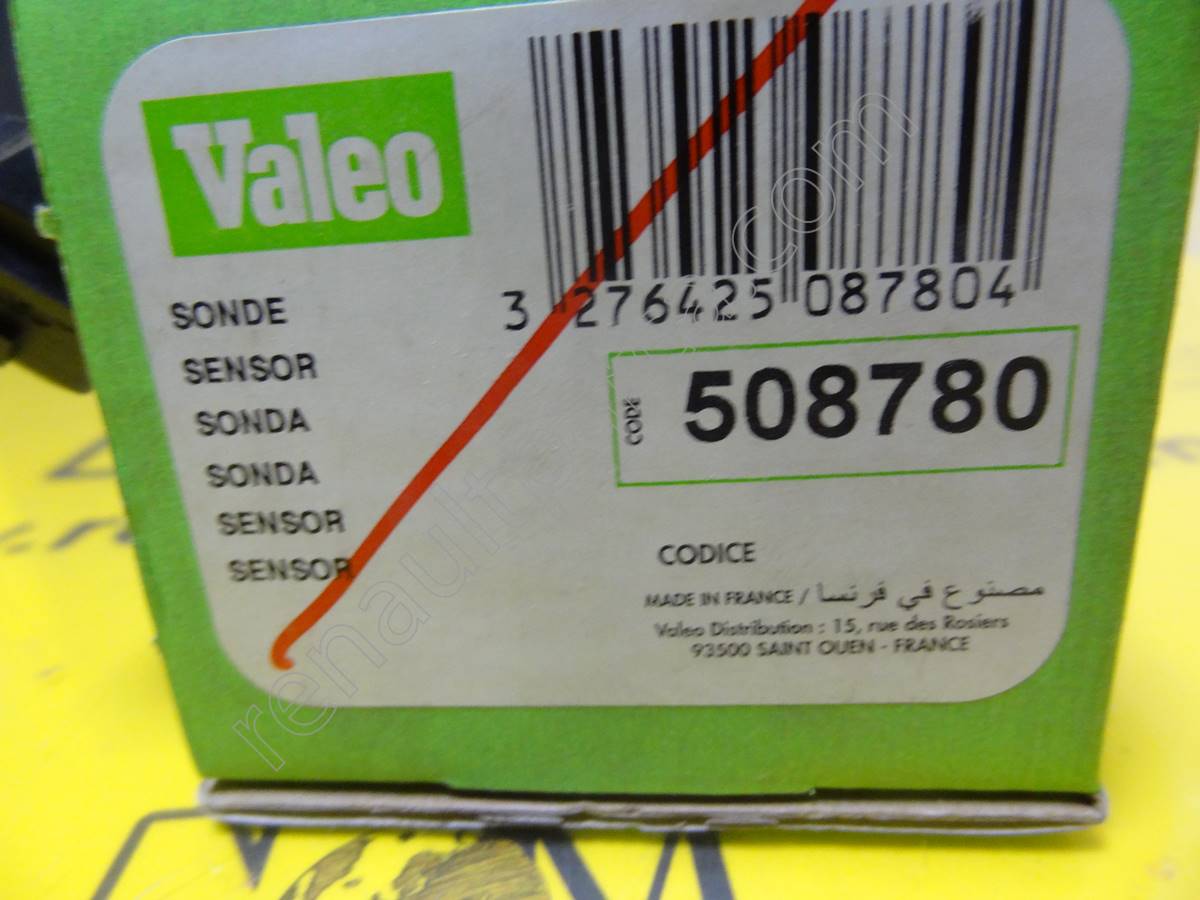 Valeo
3 276425 087804
SONDE
SENSOR
SONDA
SONDA
SENSOR
SENSOR
CODE 508780
CODICE
MADE IN FRANCE / مصنوع في فرنسا
Valeo Distribution : 15, rue des Rosiers
93500 SAINT OUEN - FRANCE